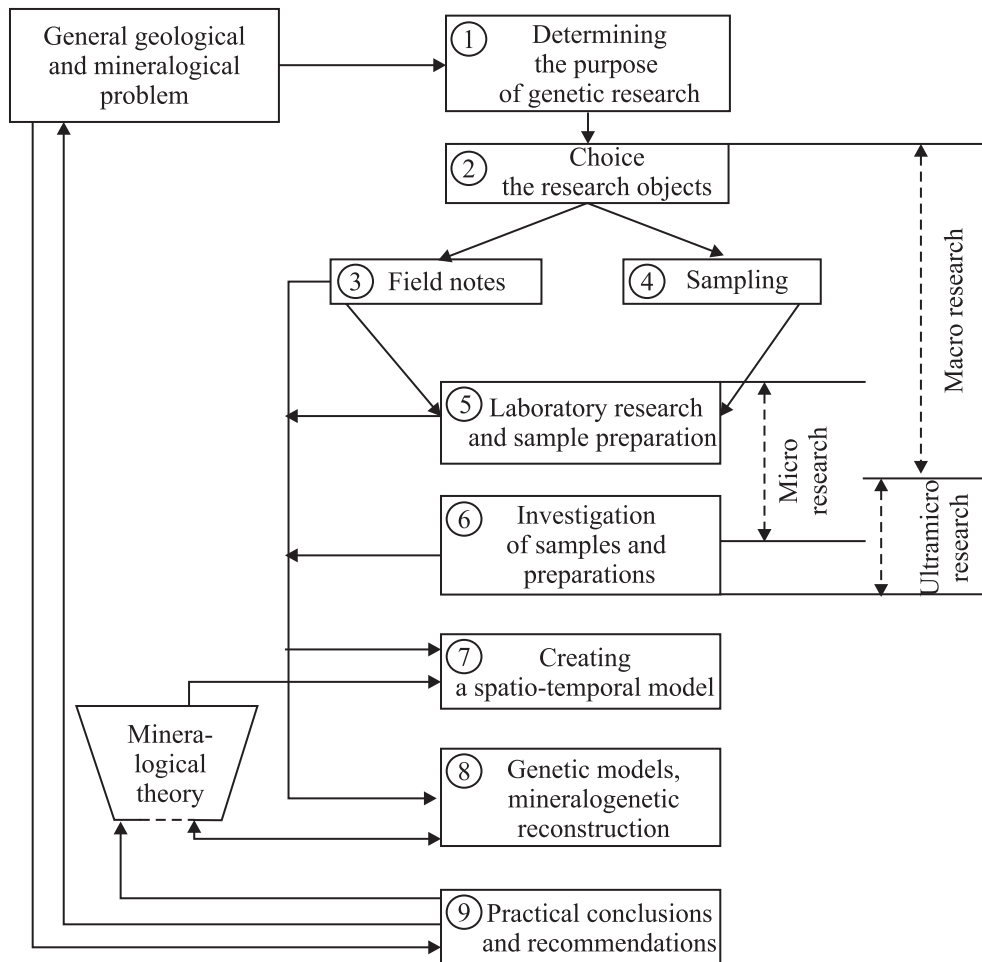 General geological
and mineralogical
problem
1 Determining
the purpose
of genetic research
2 Choice
the research objects
3 Field notes
4 Sampling
Macro research
5 Laboratory research
and sample preparation
Micro
research
6 Investigation
of samples and
preparations
Ultramicro
research
7 Creating
a spatio-temporal model
Minera-
logical
theory
8 Genetic models,
mineralogenetic
reconstruction
9 Practical conclusions
and recommendations